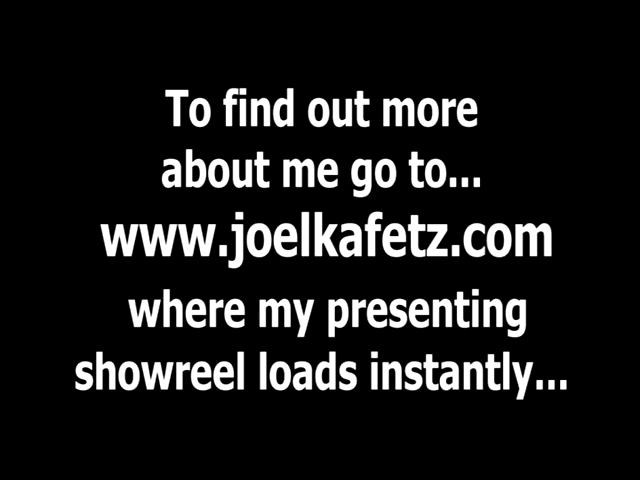 To find out more
about me go to...
www.joelkafetz.com
where my presenting
showreel loads instantly...